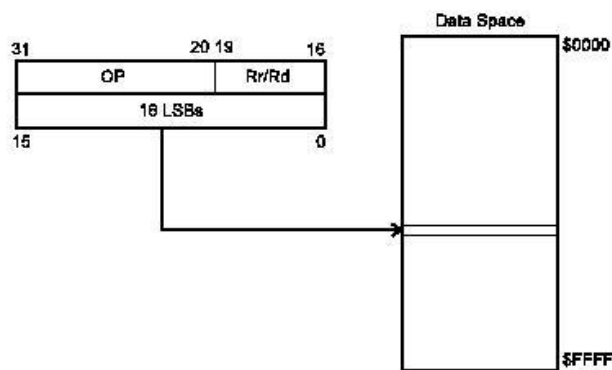 Data Space
31 20 19 16 $0000
OP Rr/Rd
16 LSBs
15 0
$FFFF